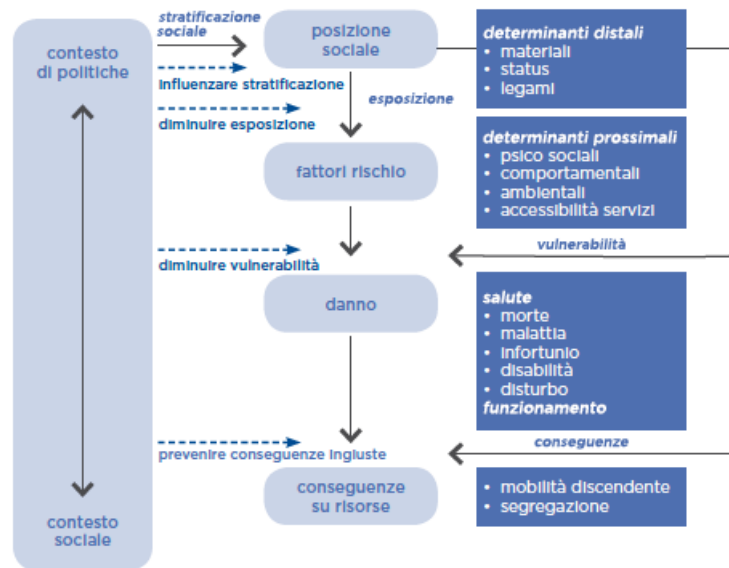 contesto
di politiche
stratificazione
sociale
posizione
sociale
determinanti distali
• materiali
• status
• legami
influenzare stratificazione
esposizione
diminuire esposizione
fattori rischio
determinanti prossimali
• psico sociali
• comportamentali
• ambientali
• accessibilità servizi
vulnerabilità
diminuire vulnerabilità
danno
salute
• morte
• malattia
• infortunio
• disabilità
• disturbo
funzionamento
conseguenze
prevenire conseguenze ingiuste
conseguenze
su risorse
• mobilità discendente
• segregazione
contesto
sociale